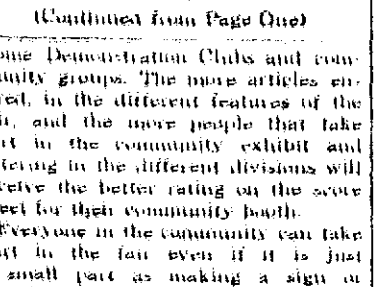 (Continued from Page One)
ome Demonstration Clubs and com-
unity groups. The more articles en-
red, in the different features of the
ir, and the more people that take
rt in the community exhibit and
tering in the different divisions will
ceive the better rating on the score
eet for their community booth.
Everyone in the community can take
art in the fair even if it is just
small part as making a sign or